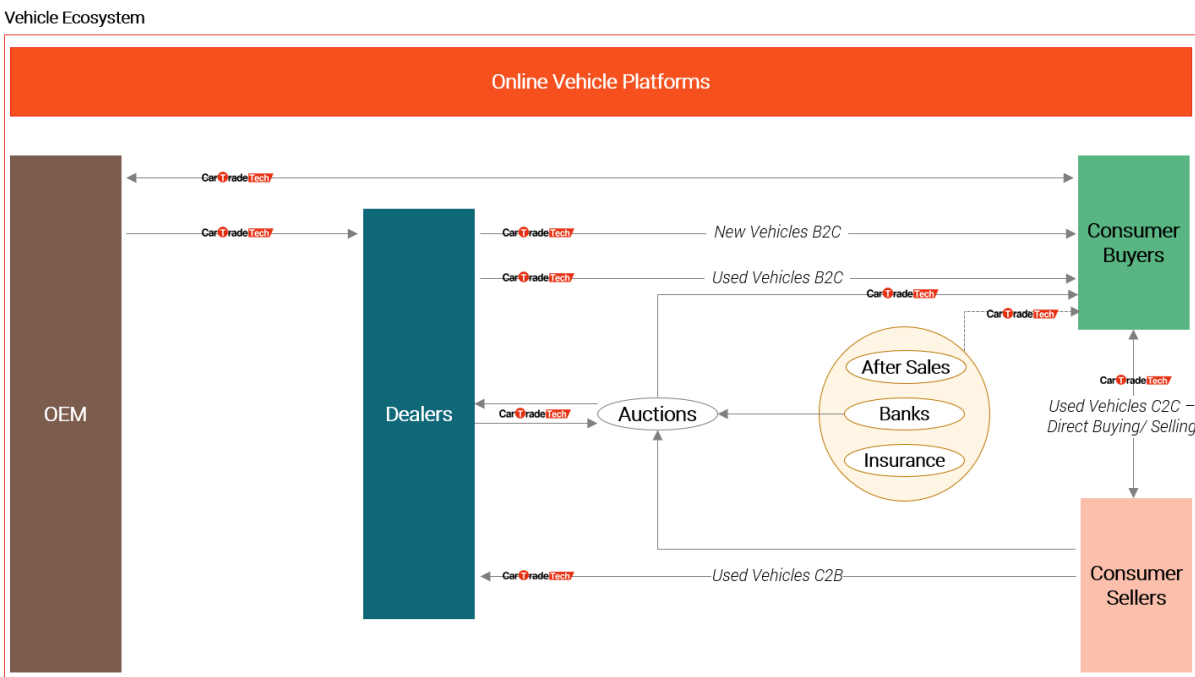 Vehicle Ecosystem
Online Vehicle Platforms
CarTradeTech
CarTradeTech
CarTradeTech
New Vehicles B2C
CarTradeTech
Used Vehicles B2C
CarTradeTech
CarTradeTech
Consumer
Buyers
After Sales
Banks
Insurance
OEM
Dealers
CarTradeTech
Auctions
CarTradeTech
Used Vehicles C2C –
Direct Buying/ Selling
CarTradeTech
Used Vehicles C2B
Consumer
Sellers